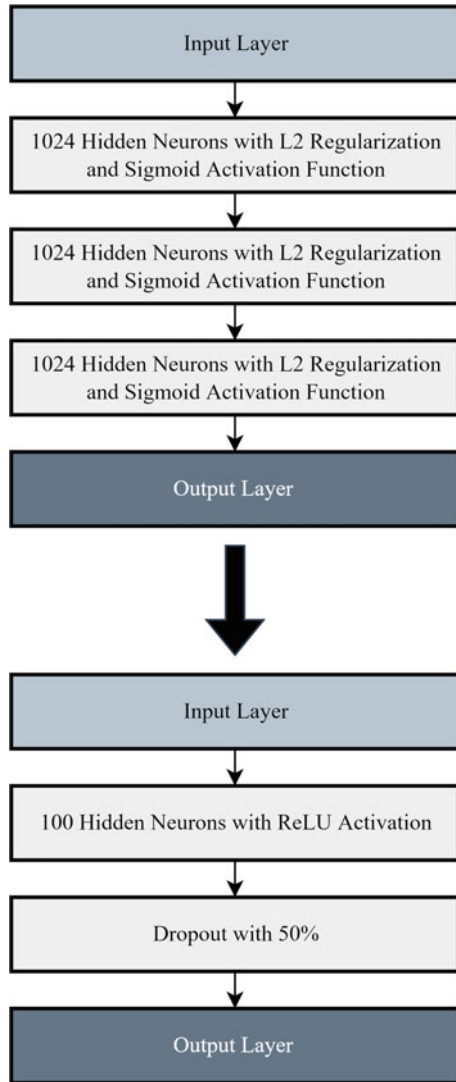 Input Layer
1024 Hidden Neurons with L2 Regularization
and Sigmoid Activation Function
1024 Hidden Neurons with L2 Regularization
and Sigmoid Activation Function
1024 Hidden Neurons with L2 Regularization
and Sigmoid Activation Function
Output Layer
Input Layer
100 Hidden Neurons with ReLU Activation
Dropout with 50%
Output Layer